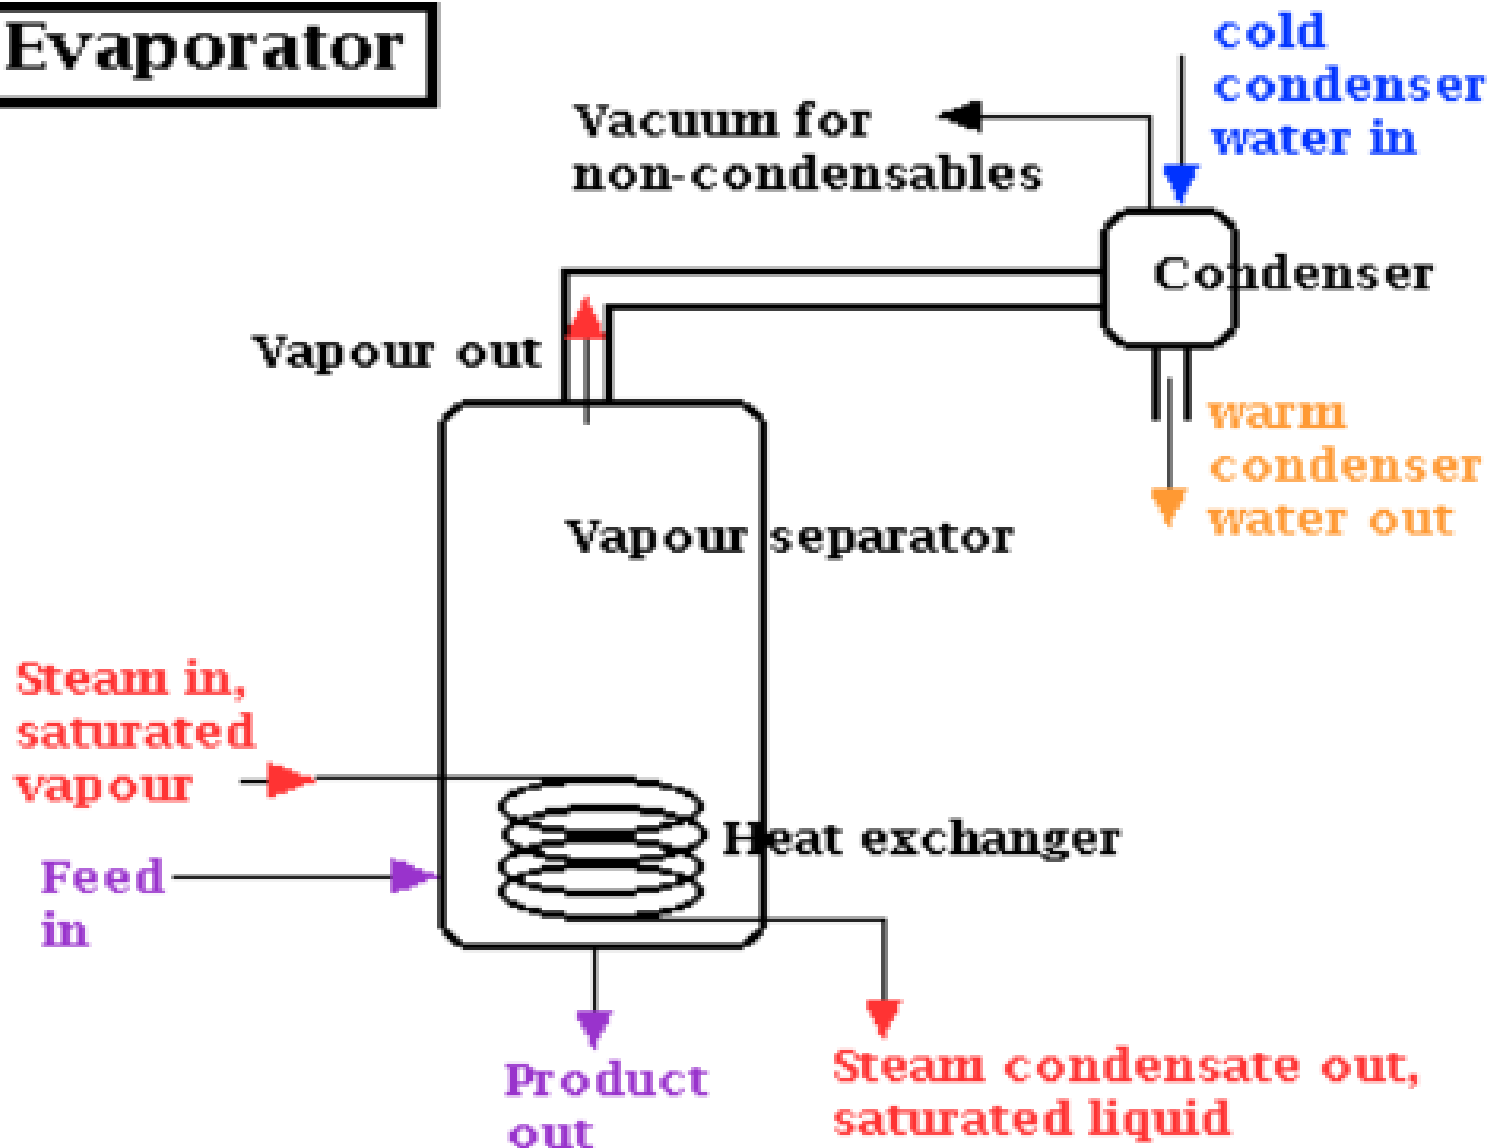 Evaporator
cold
condenser
water in
Vacuum for
non-condensables
Condenser
Vapour out
warm
condenser
water out
Vapour separator
Steam in,
saturated
vapour
Heat exchanger
Feed
in
Product
out
Steam condensate out,
saturated liquid